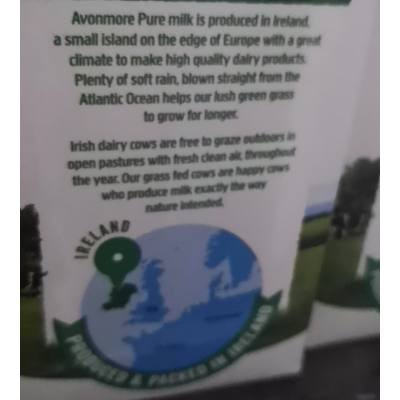 Avonmore Pure milk is produced in Ireland,
a small island on the edge of Europe with a great
climate to make high quality dairy products.
Plenty of soft rain, blown straight from the
Atlantic Ocean helps our lush green grass
to grow for longer.
Irish dairy cows are free to graze outdoors in
open pastures with fresh clean air, throughout
the year. Our grass fed cows are happy cows
who produce milk exactly the way
nature intended.
IRELAND
PRODUCED & PACKED IN IRELAND